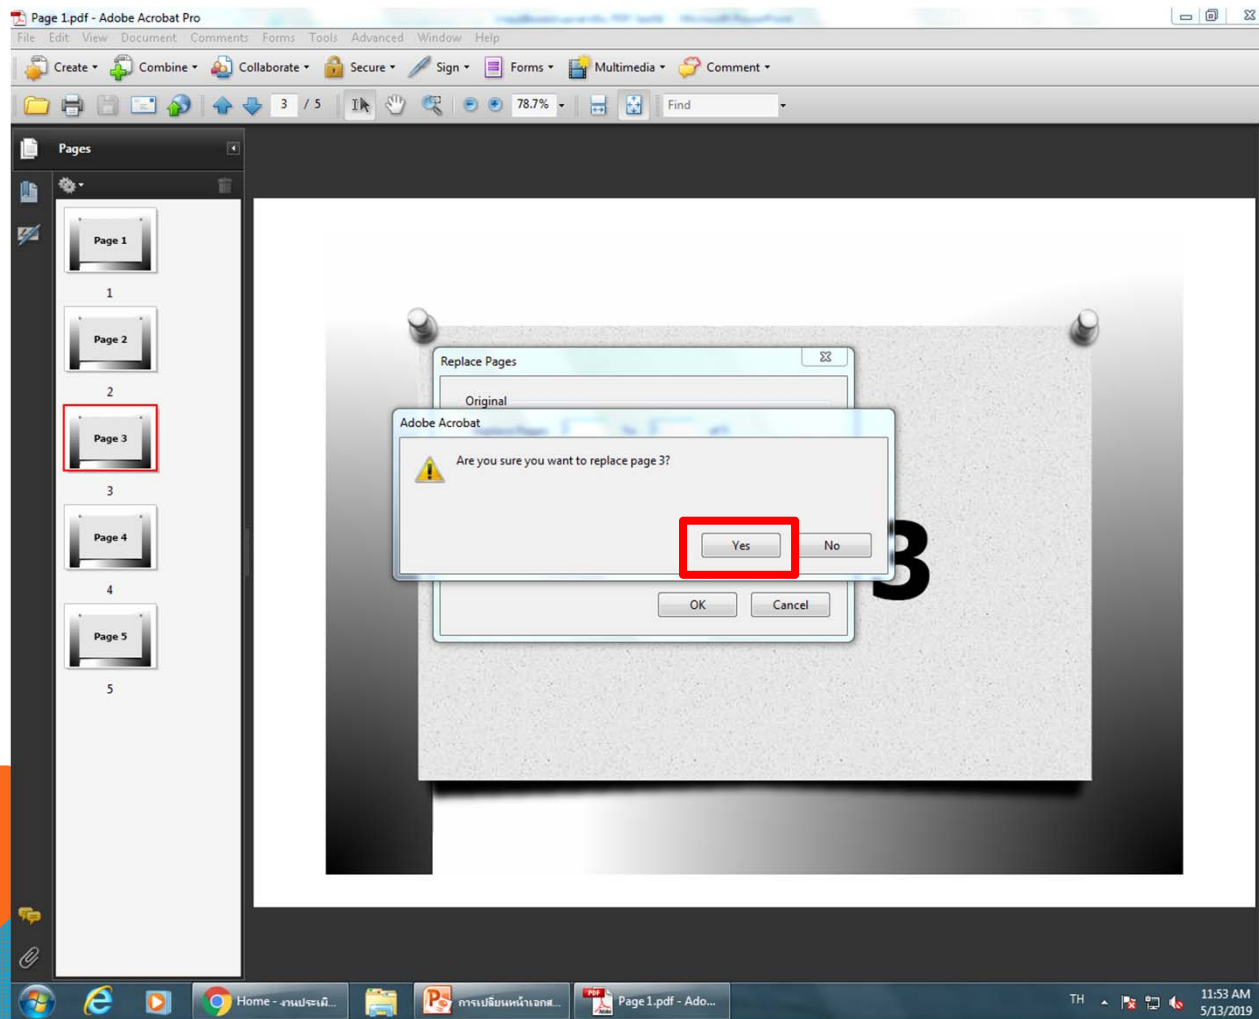 Page 1.pdf - Adobe Acrobat Pro
File Edit View Document Comments Forms Tools Advanced Window Help
Create Combine Collaborate Secure Sign Forms Multimedia Comment
3 / 5 78.7% Find
Pages
Page 1
1
Page 2
2
Page 3
3
Page 4
4
Page 5
5
Replace Pages
Original
Adobe Acrobat
Are you sure you want to replace page 3?
Yes No
3
OK Cancel
Home - งานประเมิ... การเปลี่ยนหน้าเอกส... Page 1.pdf - Ado...
TH 11:53 AM
5/13/2019